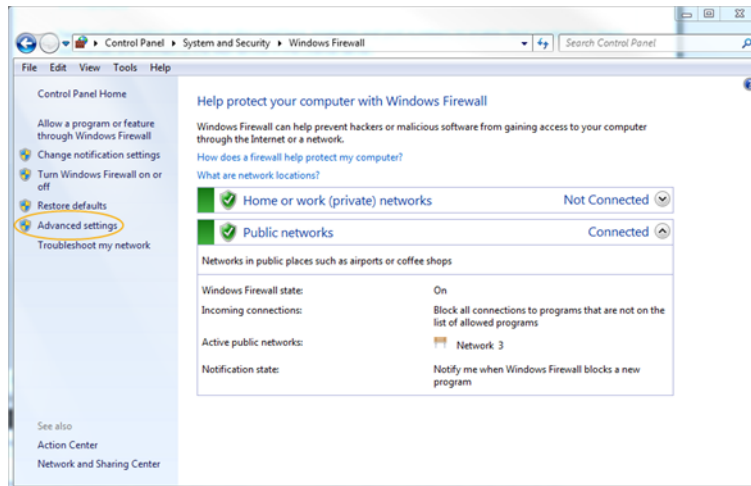 Control Panel ▸ System and Security ▸ Windows Firewall
Search Control Panel
File Edit View Tools Help
Control Panel Home
Allow a program or feature
through Windows Firewall
Change notification settings
Turn Windows Firewall on or
off
Restore defaults
Advanced settings
Troubleshoot my network
See also
Action Center
Network and Sharing Center
Help protect your computer with Windows Firewall
Windows Firewall can help prevent hackers or malicious software from gaining access to your computer
through the Internet or a network.
How does a firewall help protect my computer?
What are network locations?
Home or work (private) networks Not Connected
Public networks Connected
Networks in public places such as airports or coffee shops
Windows Firewall state: On
Incoming connections: Block all connections to programs that are not on the
list of allowed programs
Active public networks: Network 3
Notification state: Notify me when Windows Firewall blocks a new
program